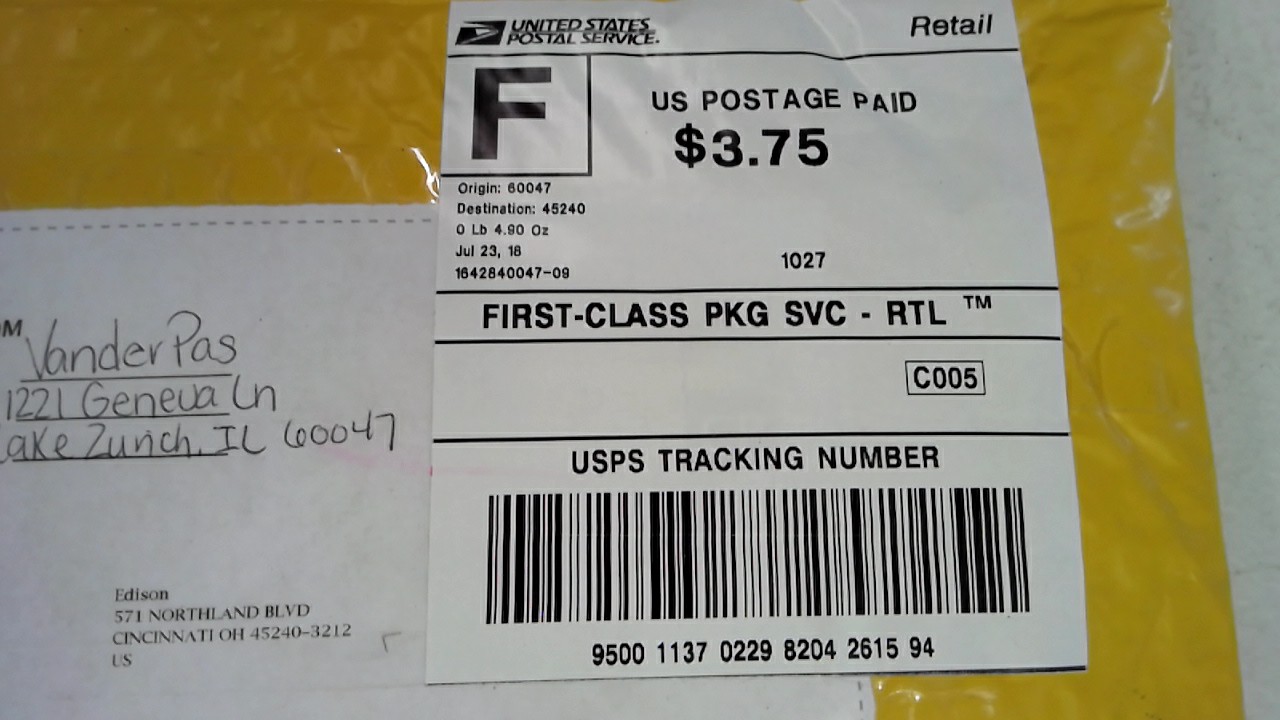 UNITED STATES
POSTAL SERVICE.
Retail
F
US POSTAGE PAID
$3.75
Origin: 60047
Destination: 45240
0 Lb 4.90 Oz
Jul 23, 18
1642840047-09
1027
FIRST-CLASS PKG SVC - RTL ™
C005
USPS TRACKING NUMBER
9500 1137 0229 8204 2615 94
VanderPas
1221 Geneva Ln
Lake Zurich, IL 60047
Edison
571 NORTHLAND BLVD
CINCINNATI OH 45240-3212
US